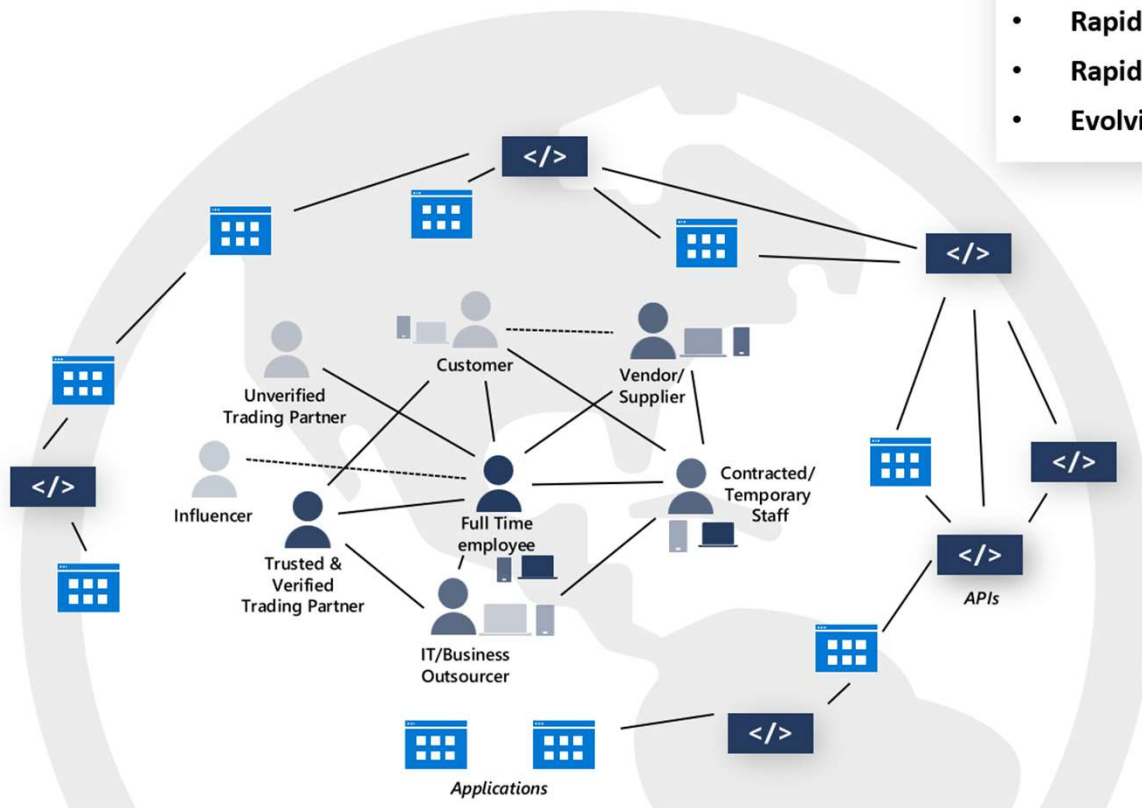 • Rapid
• Rapid
</>
</>
Customer
Vendor/
Supplier
Unverified
Trading Partner
</>
</>
Influencer
Full Time
employee
Contracted/
Temporary
Staff
Trusted &
Verified
Trading Partner
</>
APIs
IT/Business
Outsourcer
</>
Applications